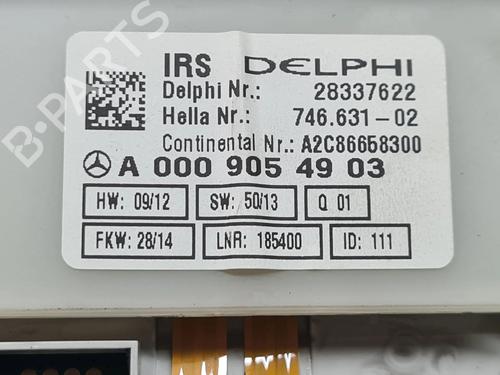 IRS DELPHI
Delphi Nr.: 28337622
Hella Nr.: 746.631-02
Continental Nr.: A2C86658300
A 000 905 49 03
HW: 09/12 SW: 50/13 Q 01
FKW: 28/14 LNR: 185400 ID: 111
B-PARTS